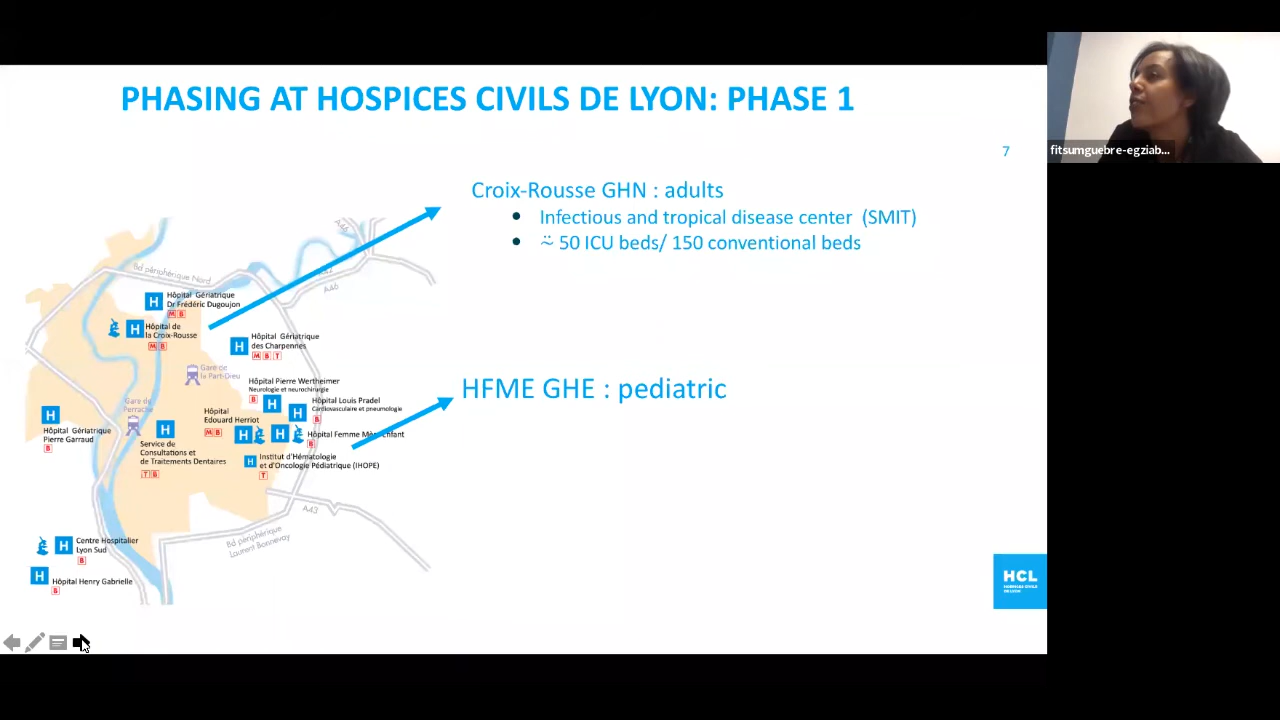 PHASING AT HOSPICES CIVILS DE LYON: PHASE 1
fitsumguebre-egziab...
7
Croix-Rousse GHN : adults
• Infectious and tropical disease center (SMIT)
• ~ 50 ICU beds/ 150 conventional beds
A46
Bd périphérique Nord
A46
Hôpital Gériatrique
Dr Frédéric Dugoujon
M B
H
Hôpital de
la Croix-Rousse
M B
H
Hôpital Gériatrique
des Charpennes
M B T
H
Gare de
la Part-Dieu
HFME GHE : pediatric
Hôpital Pierre Wertheimer
Neurologie et neurochirurgie
B
H
Hôpital Louis Pradel
Cardiovasculaire et pneumologie
B
H
Gare de
Perrache
Hôpital
Edouard Herriot
M B
H
H
Hôpital Femme Mère Enfant
B
H
Hôpital Gériatrique
Pierre Garraud
B
H
Service de
Consultations et
de Traitements Dentaires
T B
H
Institut d'Hématologie
et d'Oncologie Pédiatrique (IHOPE)
T
H
A43
Bd périphérique
Laurent Bonnevay
H
Centre Hospitalier
Lyon Sud
B
H
Hôpital Henry Gabrielle
B
HCL
HOSPICES CIVILS
DE LYON